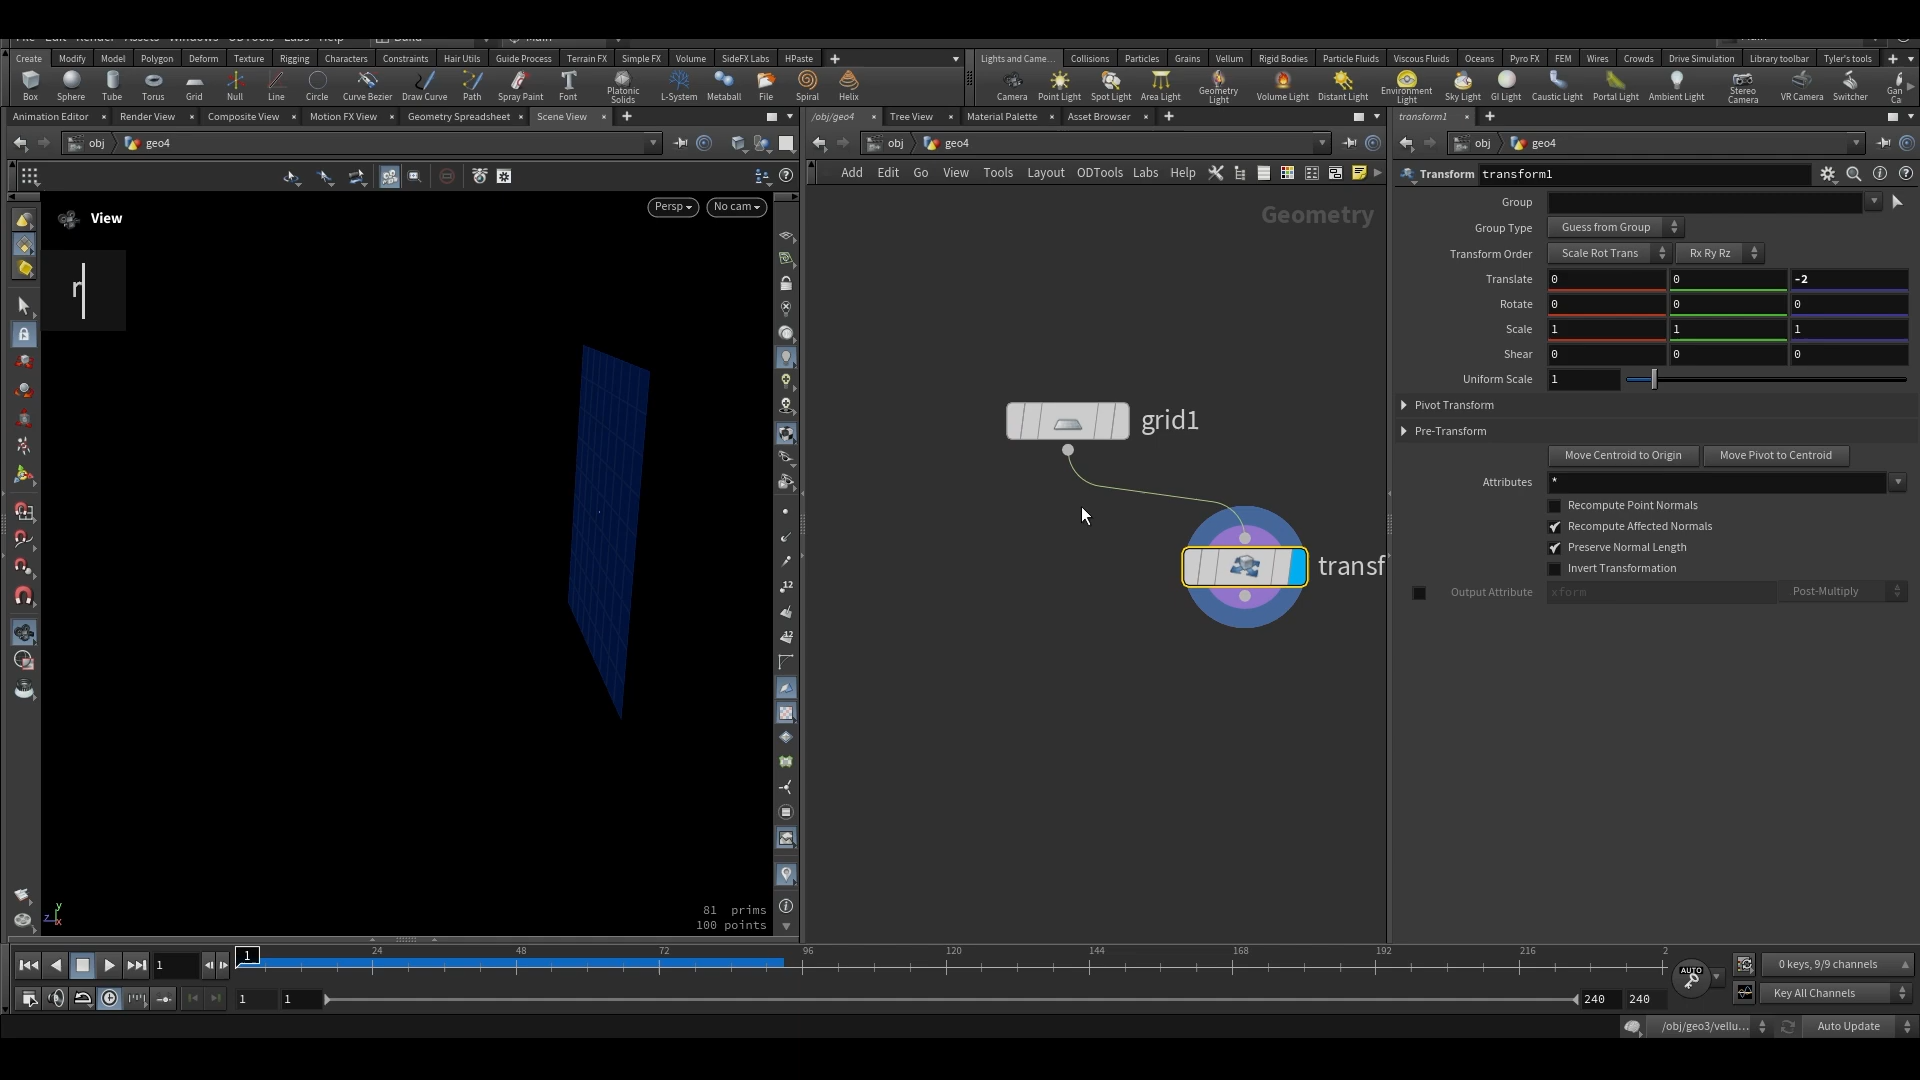 Create Modify Model Polygon Deform Texture Rigging Characters Constraints Hair Utils Guide Process Terrain FX Simple FX Volume SideFX Labs HPaste
Lights and Came... Collisions Particles Grains Vellum Rigid Bodies Particle Fluids Viscous Fluids Oceans Pyro FX FEM Wires Crowds Drive Simulation Library toolbar Tyler's tools
Box Sphere Tube Torus Grid Null Line Circle Curve Bezier Draw Curve Path Spray Paint Font Platonic Solids L-System Metaball File Spiral Helix
Camera Point Light Spot Light Area Light Geometry Light Volume Light Distant Light Environment Light Sky Light GI Light Caustic Light Portal Light Ambient Light Stereo Camera VR Camera Switcher Gan Ca
Animation Editor Render View Composite View Motion FX View Geometry Spreadsheet Scene View
/obj/geo4 Tree View Material Palette Asset Browser
transform1
obj geo4
obj geo4
obj geo4
Add Edit Go View Tools Layout ODTools Labs Help
Transform transform1
View
Persp
No cam
r
Geometry
grid1
transf
12
12
81 prims
100 points
y
z
x
Group
Group Type Guess from Group
Transform Order Scale Rot Trans Rx Ry Rz
Translate 0 0 -2
Rotate 0 0 0
Scale 1 1 1
Shear 0 0 0
Uniform Scale 1
Pivot Transform
Pre-Transform
Move Centroid to Origin Move Pivot to Centroid
Attributes *
Recompute Point Normals
Recompute Affected Normals
Preserve Normal Length
Invert Transformation
Output Attribute xform Post-Multiply
1 1 24 48 72 96 120 144 168 192 216 2
AUTO
0 keys, 9/9 channels
1 1 240 240
Key All Channels
/obj/geo3/vellu... Auto Update